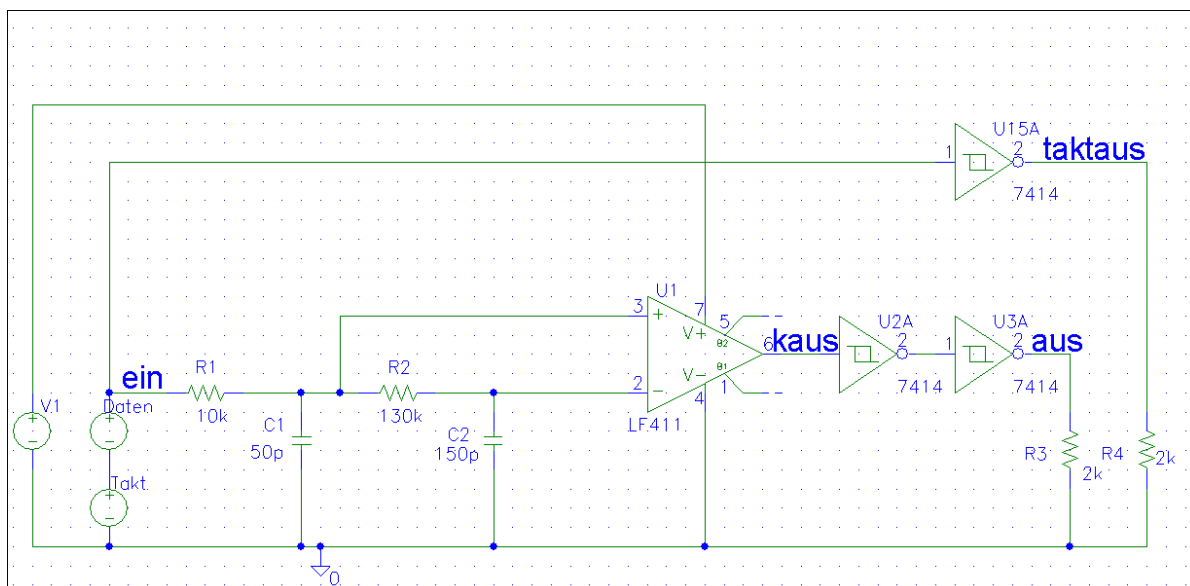 U15A
1
2
taktaus
7414
U1
3
+
7
5
V+
B2
6
kaus
U2A
2
1
U3A
2
aus
7414
7414
2
-
V-
B1
1
4
LF411
ein
R1
10k
R2
130k
V1
+
-
Daten
+
-
C1
50p
C2
150p
Takt
+
-
R3
2k
R4
2k
0